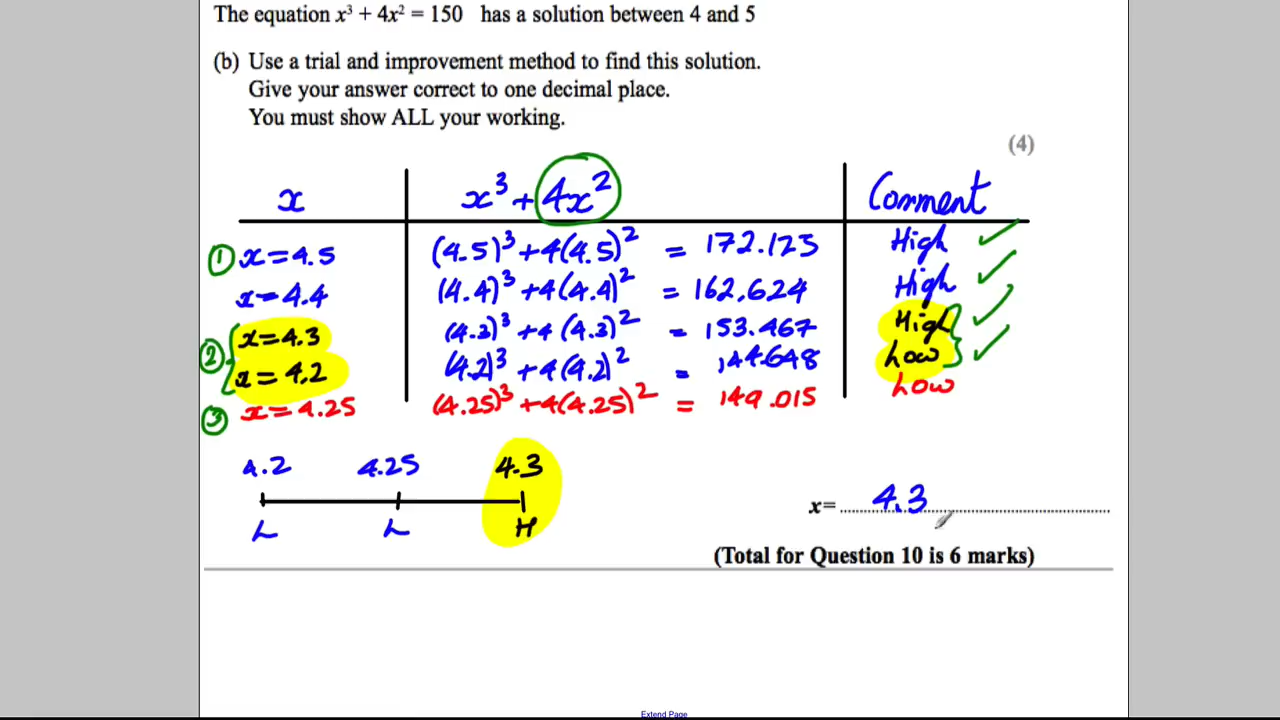 The equation x³ + 4x² = 150 has a solution between 4 and 5
(b) Use a trial and improvement method to find this solution.
Give your answer correct to one decimal place.
You must show ALL your working.
(4)
x x³ + 4x² Comment
① x = 4.5 (4.5)³ + 4(4.5)² = 172.125 High ✓
x = 4.4 (4.4)³ + 4(4.4)² = 162.624 High ✓
x = 4.3 (4.3)³ + 4(4.3)² = 153.467 High ✓
② x = 4.2 (4.2)³ + 4(4.2)² = 144.648 Low ✓
③ x = 4.25 (4.25)³ + 4(4.25)² = 149.015 Low
4.2 4.25 4.3
L L H
x= 4.3
(Total for Question 10 is 6 marks)
Extend Page